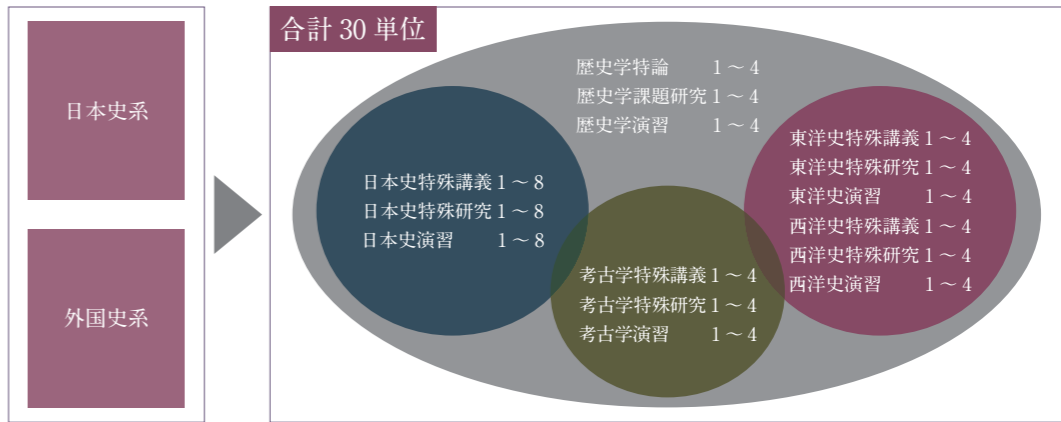 日本史系
外国史系
合計 30 単位
歴史学特論 1 ~ 4
歴史学課題研究 1 ~ 4
歴史学演習 1 ~ 4
日本史特殊講義 1 ~ 8
日本史特殊研究 1 ~ 8
日本史演習 1 ~ 8
考古学特殊講義 1 ~ 4
考古学特殊研究 1 ~ 4
考古学演習 1 ~ 4
東洋史特殊講義 1 ~ 4
東洋史特殊研究 1 ~ 4
東洋史演習 1 ~ 4
西洋史特殊講義 1 ~ 4
西洋史特殊研究 1 ~ 4
西洋史演習 1 ~ 4